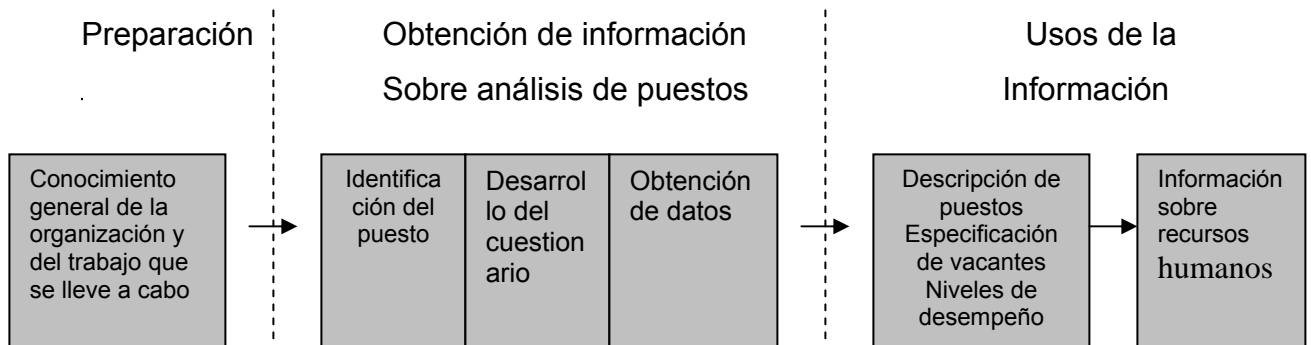 Preparación
.
Obtención de información
Sobre análisis de puestos
Usos de la
Información
Conocimiento
general de la
organización y
del trabajo que
se lleve a cabo
Identifica
ción del
puesto
Desarrol
lo del
cuestion
ario
Obtención
de datos
Descripción de
puestos
Especificación
de vacantes
Niveles de
desempeño
Información
sobre
recursos
humanos